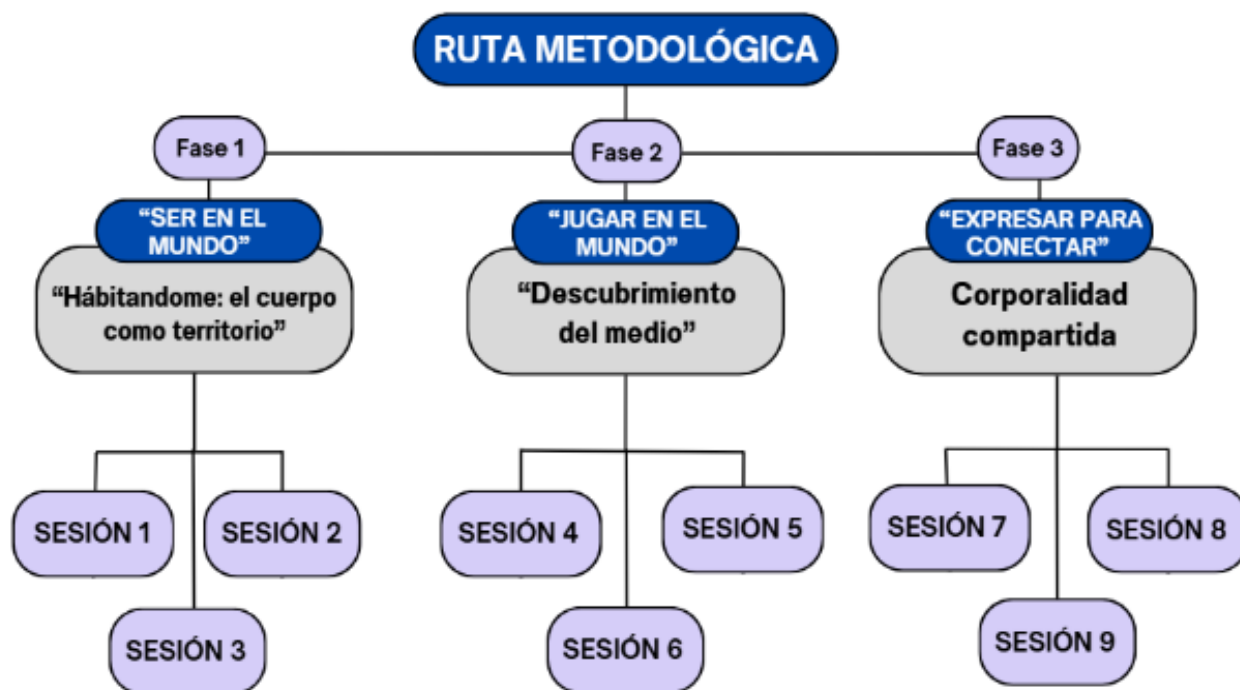 RUTA METODOLÓGICA
Fase 1
Fase 2
Fase 3
“SER EN EL
MUNDO”
“JUGAR EN EL
MUNDO”
“EXPRESAR PARA
CONECTAR”
“Hábitandome: el cuerpo
como territorio”
“Descubrimiento
del medio”
Corporalidad
compartida
SESIÓN 1
SESIÓN 2
SESIÓN 3
SESIÓN 4
SESIÓN 5
SESIÓN 6
SESIÓN 7
SESIÓN 8
SESIÓN 9